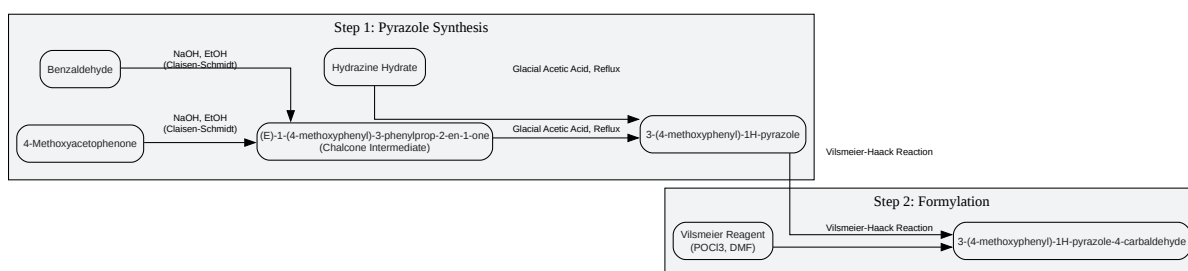 Step 1: Pyrazole Synthesis
NaOH, EtOH
(Claisen-Schmidt)
Benzaldehyde
Hydrazine Hydrate
Glacial Acetic Acid, Reflux
NaOH, EtOH
(Claisen-Schmidt)
4-Methoxyacetophenone
(E)-1-(4-methoxyphenyl)-3-phenylprop-2-en-1-one
(Chalcone Intermediate)
Glacial Acetic Acid, Reflux
3-(4-methoxyphenyl)-1H-pyrazole
Vilsmeier-Haack Reaction
Step 2: Formylation
Vilsmeier Reagent
(POCl3, DMF)
Vilsmeier-Haack Reaction
3-(4-methoxyphenyl)-1H-pyrazole-4-carbaldehyde